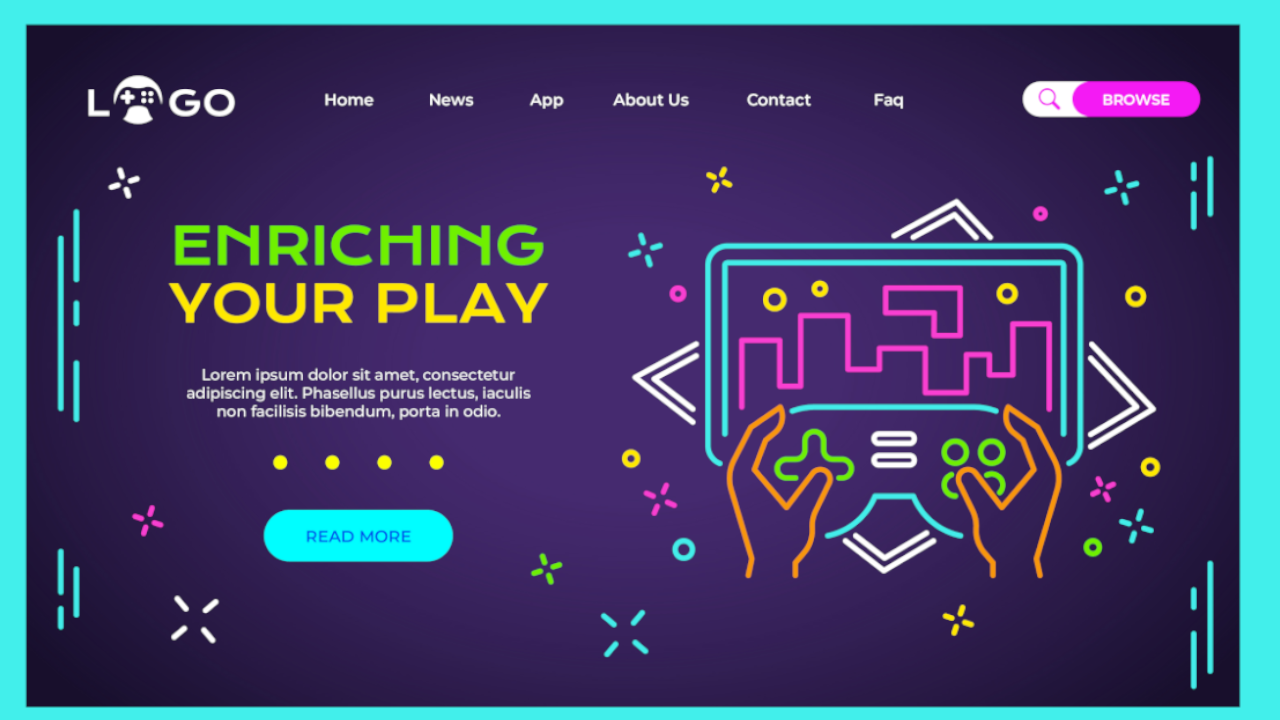 LOGO
Home
News
App
About Us
Contact
Faq
BROWSE
ENRICHING
YOUR PLAY
Lorem ipsum dolor sit amet, consectetur
adipiscing elit. Phasellus purus lectus, iaculis
non facilisis bibendum, porta in odio.
READ MORE